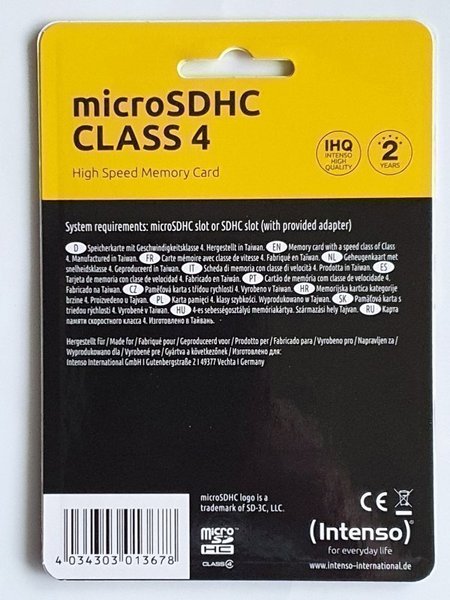 microSDHC
CLASS 4
High Speed Memory Card
IHQ
INTENSO
HIGH
QUALITY
2
YEARS
System requirements: microSDHC slot or SDHC slot (with provided adapter)
D Speicherkarte mit Geschwindigkeitsklasse 4. Hergestellt in Taiwan. EN Memory card with a speed class of Class
4. Manufactured in Taiwan. FR Carte mémoire avec classe de vitesse 4. Fabriqué en Taiwan. NL Geheugenkaart met
snelheidsklasse 4. Geproduceerd in Taiwan. IT Scheda di memoria con classe di velocità 4. Prodotta in Taiwan. ES
Tarjeta de memoria con clase de velocidad 4. Fabricado en Taiwan. PT Cartão de memória com classe de velocidade 4.
Fabricado na Taiwan. CZ Paměťová karta s třídou rychlosti 4. Vyrobeno v Taiwan. HR Memorijska kartica kategorije
brzine 4. Proizvedeno u Taiwan. PL Karta pamięci 4. klasy szybkości. Wyprodukowano w Taiwan. SK Pamäťová karta s
triedou rychlosti 4. Vyrobené v Taiwan. HU 4-es sebességosztályú memóriakártya. Származási hely Tajvan. RU Карта
памяти скоростного класса 4. Изготовлено в Тайвань.
Hergestellt für / Made for / Fabriqué pour / Geproduceerd voor / Prodotto per / Fabricado para / Vyrobeno pro / Napravljen za /
Wyprodukowano dla / Vyrobené pre / Gyártva a következőnek / Изготовлено для:
Intenso International GmbH I Gutenbergstraße 2 I 49377 Vechta I Germany
microSDHC logo is a
trademark of SD-3C, LLC.
CE
micro
SD
HC
CLASS 4
(Intenso)
for everyday life
www.intenso-international.de
4 034303 013678